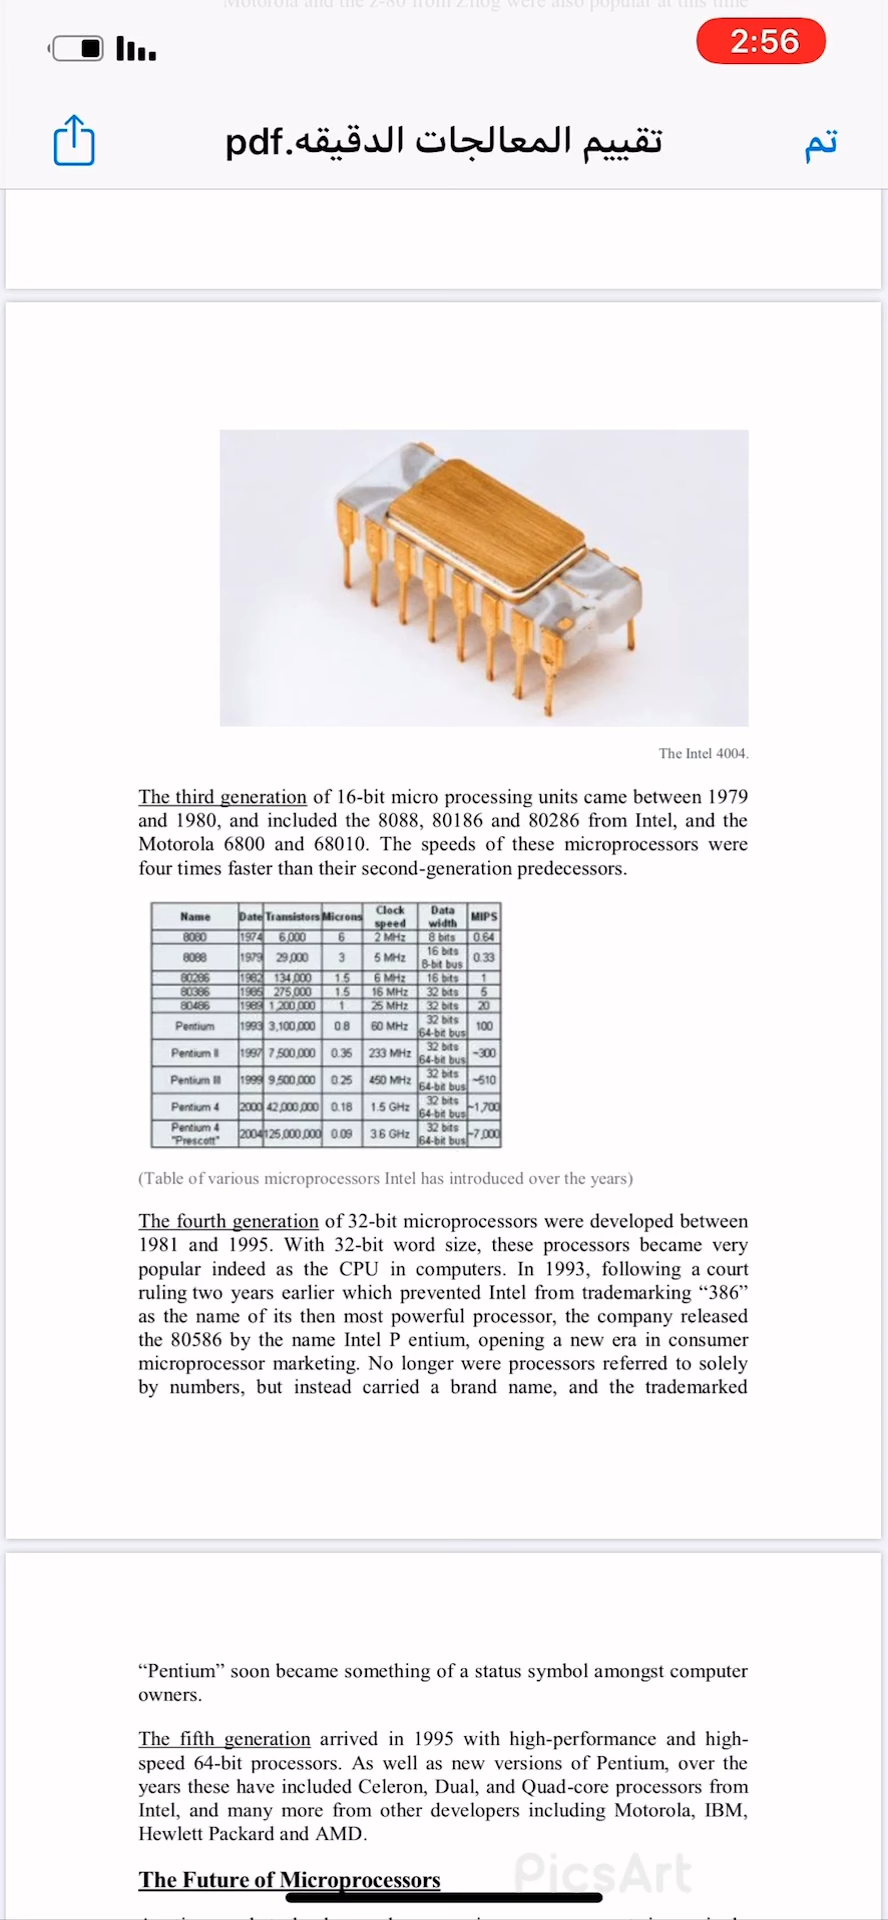 2:56
تقييم المعالجات الدقيقه.pdf
تم
The Intel 4004.
The third generation of 16-bit micro processing units came between 1979
and 1980, and included the 8088, 80186 and 80286 from Intel, and the
Motorola 6800 and 68010. The speeds of these microprocessors were
four times faster than their second-generation predecessors.
Name Date Transistors Microns Clock speed Data width MIPS
8080 1974 6,000 6 2 MHz 8 bits 0.64
8088 1979 29,000 3 5 MHz 16 bits 8-bit bus 0.33
80286 1982 134,000 1.5 6 MHz 16 bits 1
80386 1985 275,000 1.5 16 MHz 32 bits 5
80486 1989 1,200,000 1 25 MHz 32 bits 20
Pentium 1993 3,100,000 0.8 60 MHz 32 bits 64-bit bus 100
Pentium II 1997 7,500,000 0.35 233 MHz 32 bits 64-bit bus ~300
Pentium III 1999 9,500,000 0.25 450 MHz 32 bits 64-bit bus ~510
Pentium 4 2000 42,000,000 0.18 1.5 GHz 32 bits 64-bit bus ~1,700
Pentium 4 "Prescott" 2004 125,000,000 0.09 3.6 GHz 32 bits 64-bit bus ~7,000
(Table of various microprocessors Intel has introduced over the years)
The fourth generation of 32-bit microprocessors were developed between
1981 and 1995. With 32-bit word size, these processors became very
popular indeed as the CPU in computers. In 1993, following a court
ruling two years earlier which prevented Intel from trademarking “386”
as the name of its then most powerful processor, the company released
the 80586 by the name Intel P entium, opening a new era in consumer
microprocessor marketing. No longer were processors referred to solely
by numbers, but instead carried a brand name, and the trademarked
“Pentium” soon became something of a status symbol amongst computer
owners.
The fifth generation arrived in 1995 with high-performance and high-
speed 64-bit processors. As well as new versions of Pentium, over the
years these have included Celeron, Dual, and Quad-core processors from
Intel, and many more from other developers including Motorola, IBM,
Hewlett Packard and AMD.
The Future of Microprocessors
PicsArt